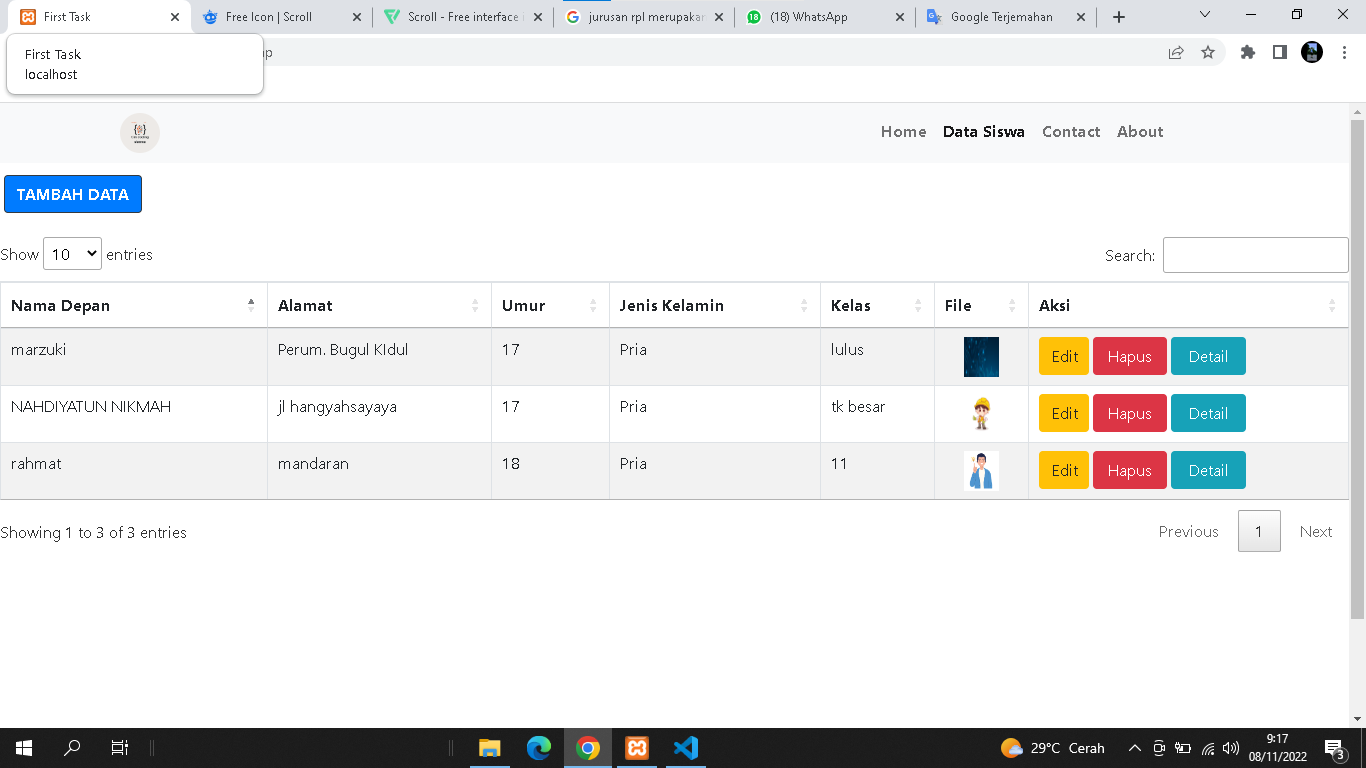 First Task
Free Icon | Scroll
Scroll - Free interface
jurusan rpl merupakan
(18) WhatsApp
Google Terjemahan
First Task
localhost
Home Data Siswa Contact About
TAMBAH DATA
Show 10 entries
Search:
Nama Depan Alamat Umur Jenis Kelamin Kelas File Aksi
marzuki Perum. Bugul KIdul 17 Pria lulus Edit Hapus Detail
NAHDIYATUN NIKMAH jl hangyahsayaya 17 Pria tk besar Edit Hapus Detail
rahmat mandaran 18 Pria 11 Edit Hapus Detail
Showing 1 to 3 of 3 entries
Previous 1 Next
29°C Cerah
9:17
08/11/2022
3